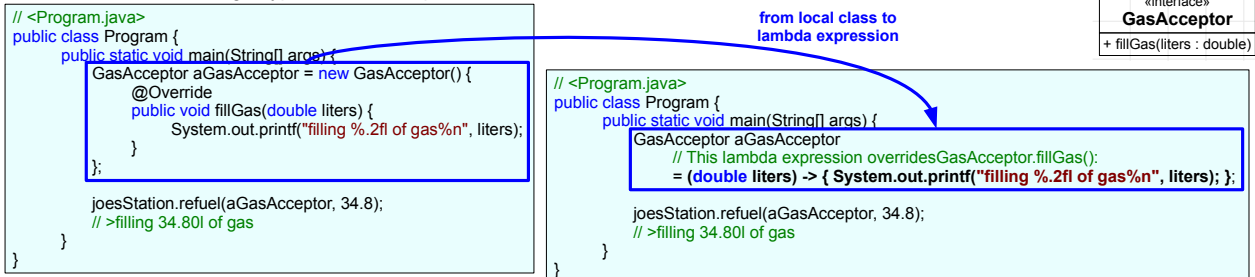 // <Program.java>
public class Program {
public static void main(String[] args) {
GasAcceptor aGasAcceptor = new GasAcceptor() {
@Override
public void fillGas(double liters) {
System.out.printf("filling %.2fl of gas%n", liters);
}
};
joesStation.refuel(aGasAcceptor, 34.8);
// >filling 34.80l of gas
}
}
from local class to
lambda expression
«interface»
GasAcceptor
+ fillGas(liters : double)
// <Program.java>
public class Program {
public static void main(String[] args) {
GasAcceptor aGasAcceptor
// This lambda expression overridesGasAcceptor.fillGas():
= (double liters) -> { System.out.printf("filling %.2fl of gas%n", liters); };
joesStation.refuel(aGasAcceptor, 34.8);
// >filling 34.80l of gas
}
}